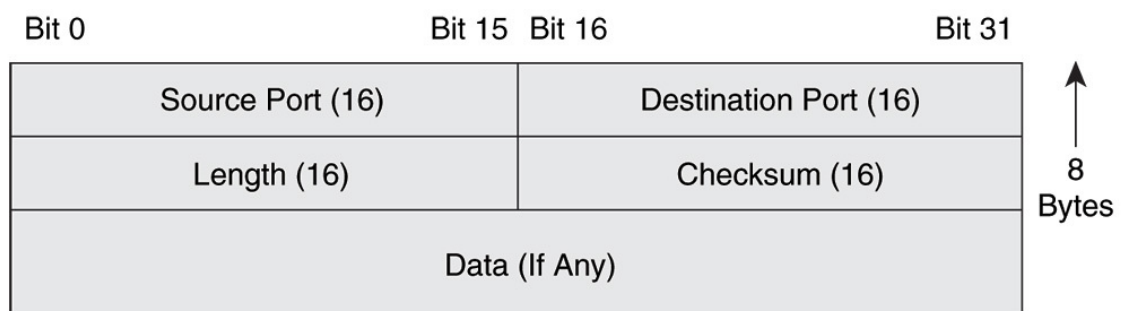 Bit 0 Bit 15 Bit 16 Bit 31
Source Port (16) Destination Port (16)
Length (16) Checksum (16)
8
Bytes
Data (If Any)